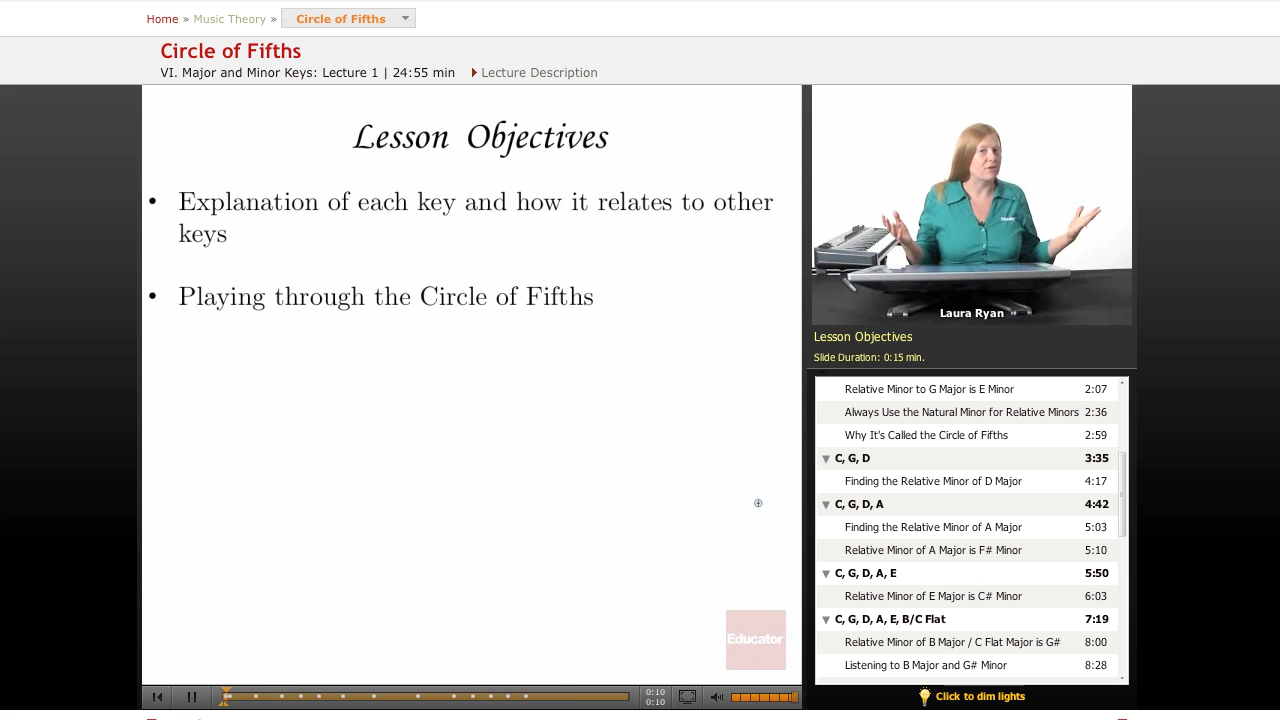 Home » Music Theory » Circle of Fifths
Circle of Fifths
VI. Major and Minor Keys: Lecture 1 | 24:55 min Lecture Description
Lesson Objectives
• Explanation of each key and how it relates to other
keys
• Playing through the Circle of Fifths
Educator
Laura Ryan
Lesson Objectives
Slide Duration: 0:15 min.
Relative Minor to G Major is E Minor 2:07
Always Use the Natural Minor for Relative Minors 2:36
Why It's Called the Circle of Fifths 2:59
C, G, D 3:35
Finding the Relative Minor of D Major 4:17
C, G, D, A 4:42
Finding the Relative Minor of A Major 5:03
Relative Minor of A Major is F# Minor 5:10
C, G, D, A, E 5:50
Relative Minor of E Major is C# Minor 6:03
C, G, D, A, E, B/C Flat 7:19
Relative Minor of B Major / C Flat Major is G# 8:00
Listening to B Major and G# Minor 8:28
0:10
0:10
Click to dim lights